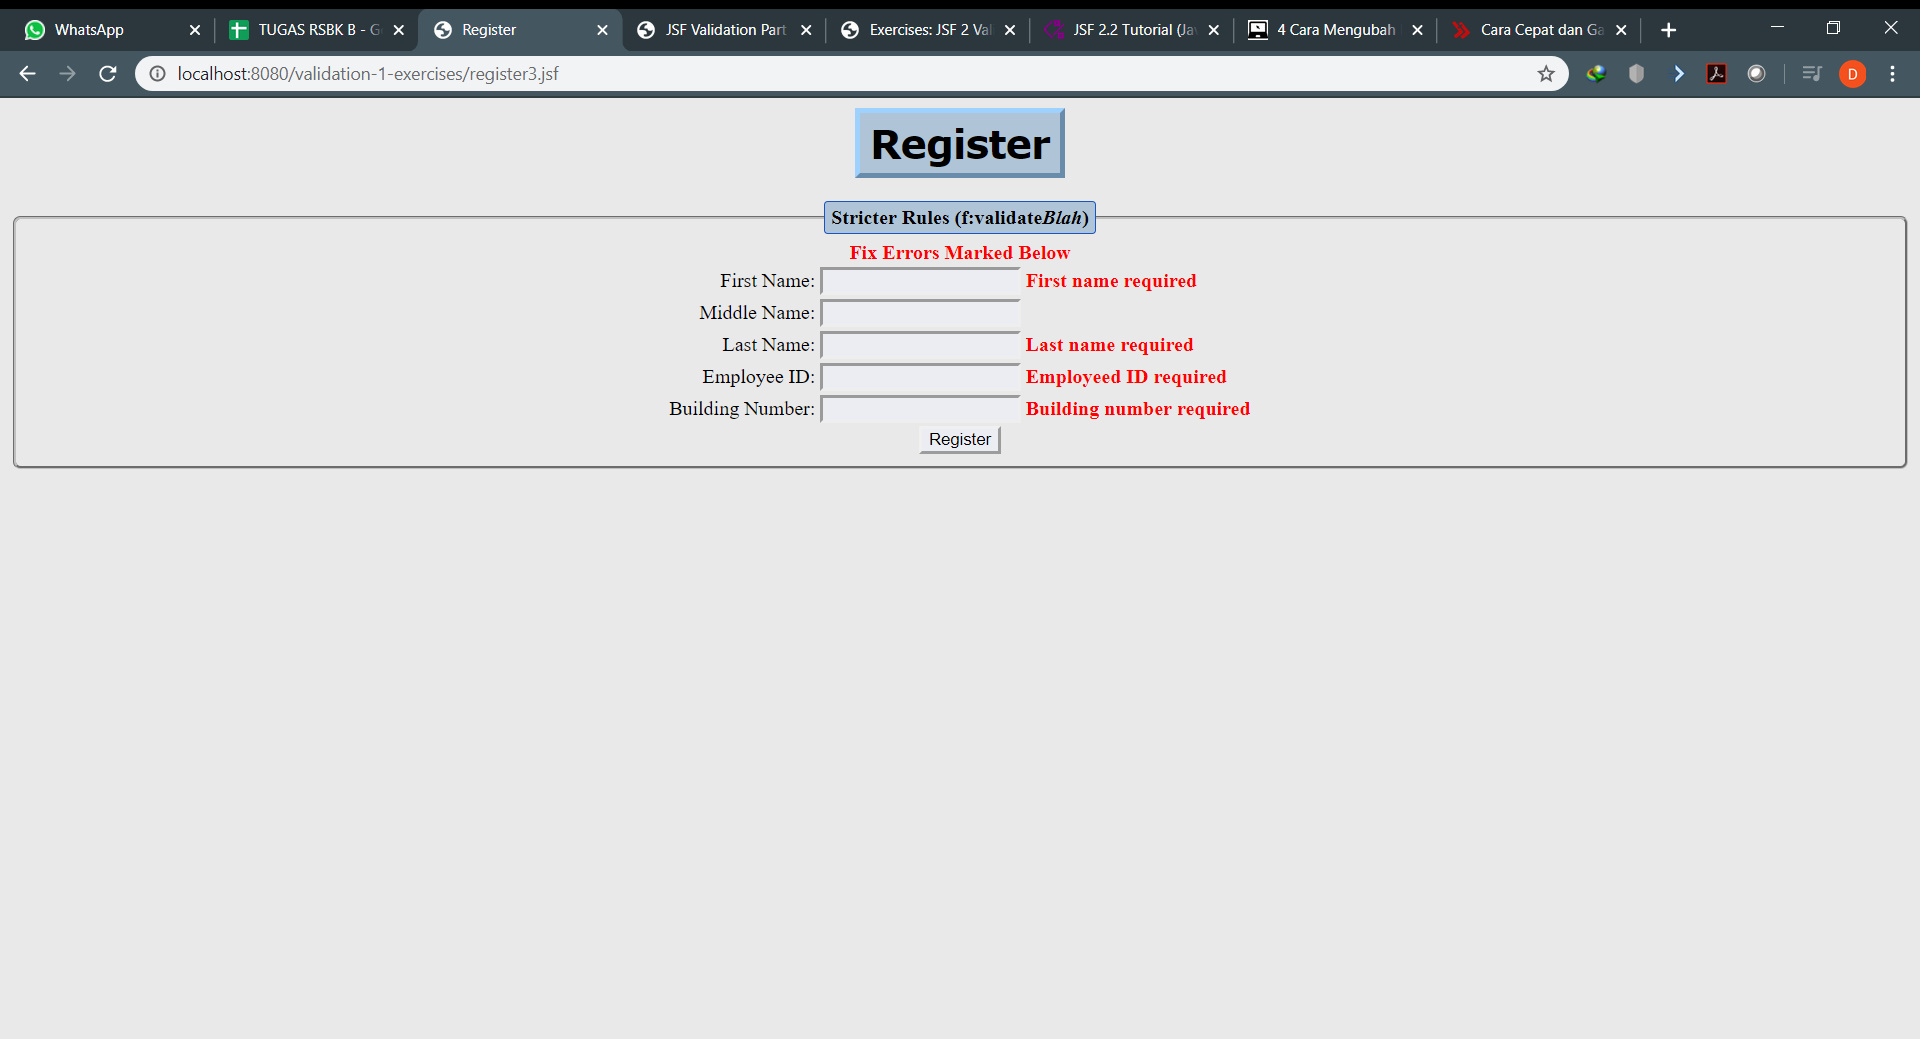 WhatsApp
TUGAS RSBK B - G
Register
JSF Validation Part
Exercises: JSF 2 Val
JSF 2.2 Tutorial (Ja
4 Cara Mengubah
Cara Cepat dan Ga
localhost:8080/validation-1-exercises/register3.jsf
D
Register
Stricter Rules (f:validateBlah)
Fix Errors Marked Below
First Name: First name required
Middle Name:
Last Name: Last name required
Employee ID: Employeed ID required
Building Number: Building number required
Register